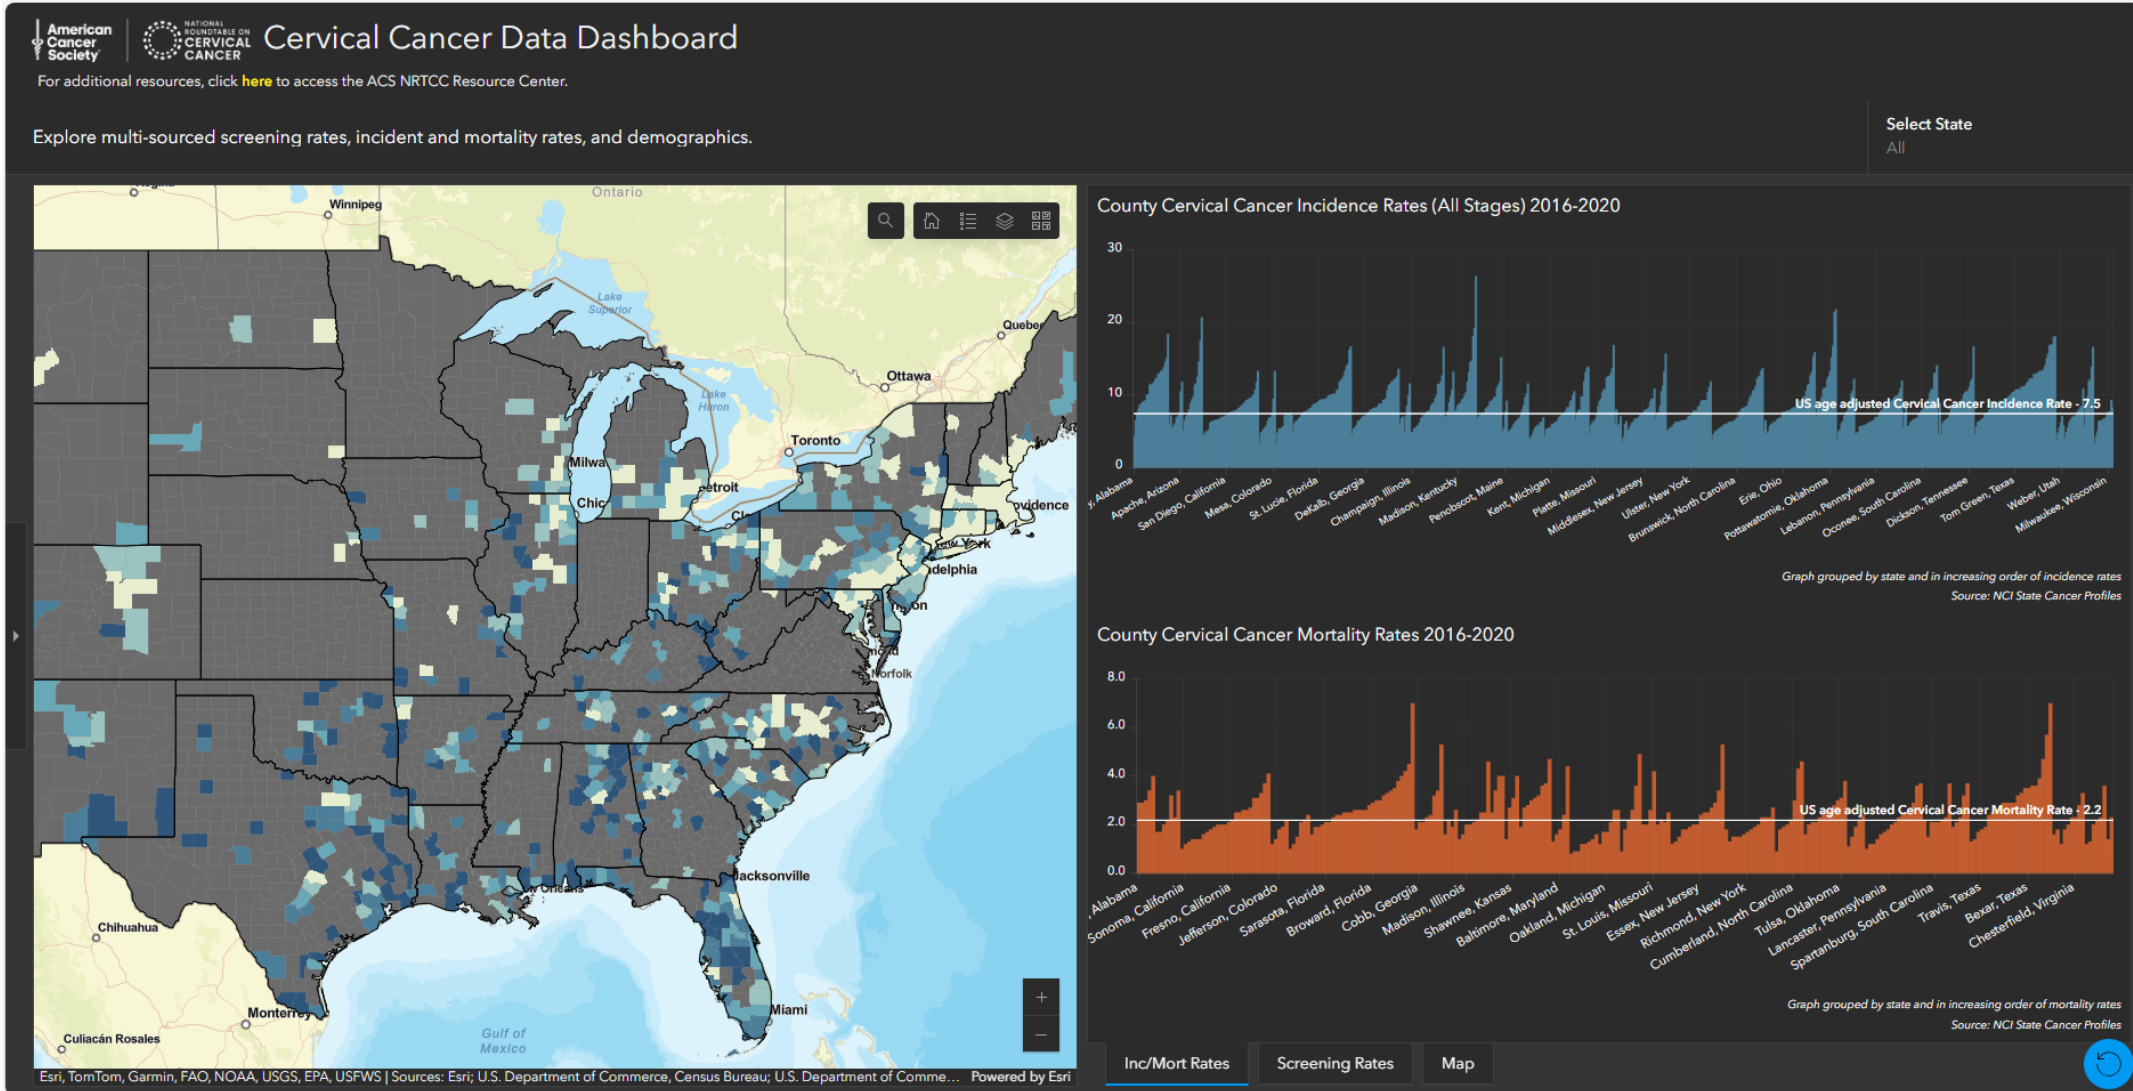 American
Cancer
Society
NATIONAL
ROUNDTABLE ON
CERVICAL
CANCER
Cervical Cancer Data Dashboard
For additional resources, click here to access the ACS NRTCC Resource Center.
Explore multi-sourced screening rates, incident and mortality rates, and demographics.
Select State
All
Ontario
Winnipeg
Lake
Superior
Quebec
Ottawa
Lake
Huron
Toronto
Milwa
etroit
Chic
Cle
ovidence
ew York
adelphia
ng on
mond
Norfolk
Jacksonville
w Orleans
Chihuahua
Monterrey
Miami
Culiacán Rosales
Gulf of
Mexico
Esri, TomTom, Garmin, FAO, NOAA, USGS, EPA, USFWS | Sources: Esri; U.S. Department of Commerce, Census Bureau; U.S. Department of Comme...
Powered by Esri
County Cervical Cancer Incidence Rates (All Stages) 2016-2020
30
20
10
0
US age adjusted Cervical Cancer Incidence Rate - 7.5
y, Alabama
Apache, Arizona
San Diego, California
Mesa, Colorado
St. Lucie, Florida
DeKalb, Georgia
Champaign, Illinois
Madison, Kentucky
Penobscot, Maine
Kent, Michigan
Platte, Missouri
Middlesex, New Jersey
Ulster, New York
Brunswick, North Carolina
Erie, Ohio
Pottawatomie, Oklahoma
Lebanon, Pennsylvania
Oconee, South Carolina
Dickson, Tennessee
Tom Green, Texas
Weber, Utah
Milwaukee, Wisconsin
Graph grouped by state and in increasing order of incidence rates
Source: NCI State Cancer Profiles
County Cervical Cancer Mortality Rates 2016-2020
8.0
6.0
4.0
2.0
0.0
US age adjusted Cervical Cancer Mortality Rate - 2.2
, Alabama
Sonoma, California
Fresno, California
Jefferson, Colorado
Sarasota, Florida
Broward, Florida
Cobb, Georgia
Madison, Illinois
Shawnee, Kansas
Baltimore, Maryland
Oakland, Michigan
St. Louis, Missouri
Essex, New Jersey
Richmond, New York
Cumberland, North Carolina
Tulsa, Oklahoma
Lancaster, Pennsylvania
Spartanburg, South Carolina
Travis, Texas
Bexar, Texas
Chesterfield, Virginia
Graph grouped by state and in increasing order of mortality rates
Source: NCI State Cancer Profiles
Inc/Mort Rates
Screening Rates
Map